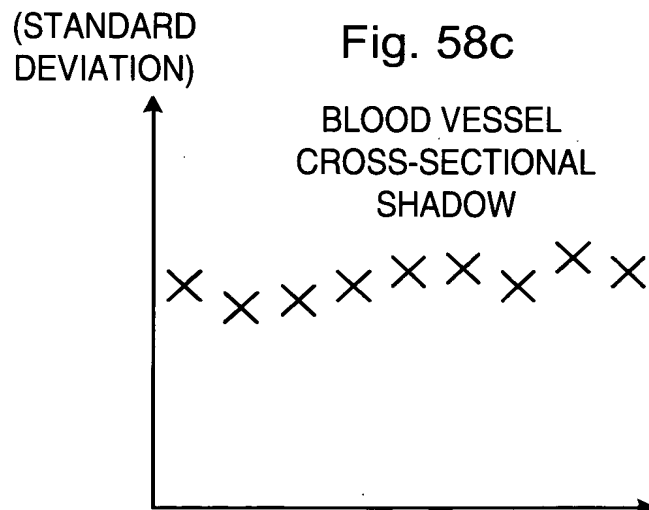 (STANDARD
DEVIATION)
Fig. 58c
BLOOD VESSEL
CROSS-SECTIONAL
SHADOW